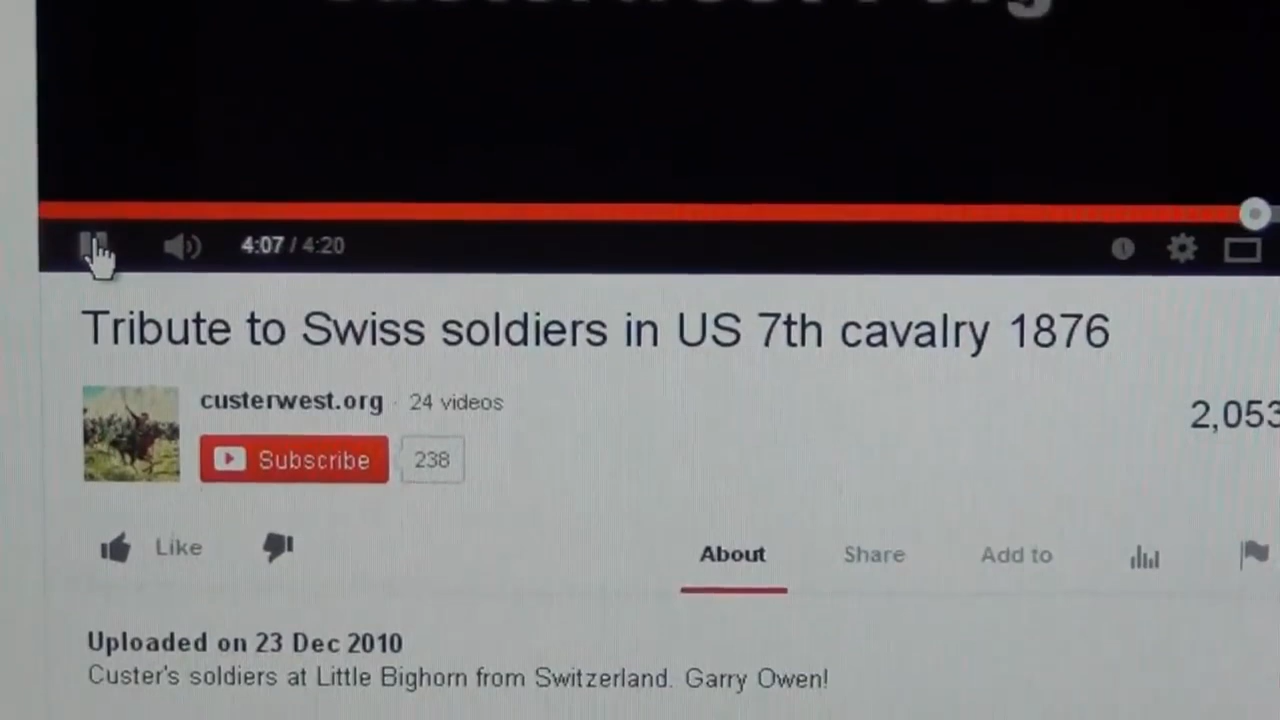 4:07 / 4:20
Tribute to Swiss soldiers in US 7th cavalry 1876
custerwest.org · 24 videos
2,053
Subscribe 238
Like
About Share Add to
Uploaded on 23 Dec 2010
Custer's soldiers at Little Bighorn from Switzerland. Garry Owen!